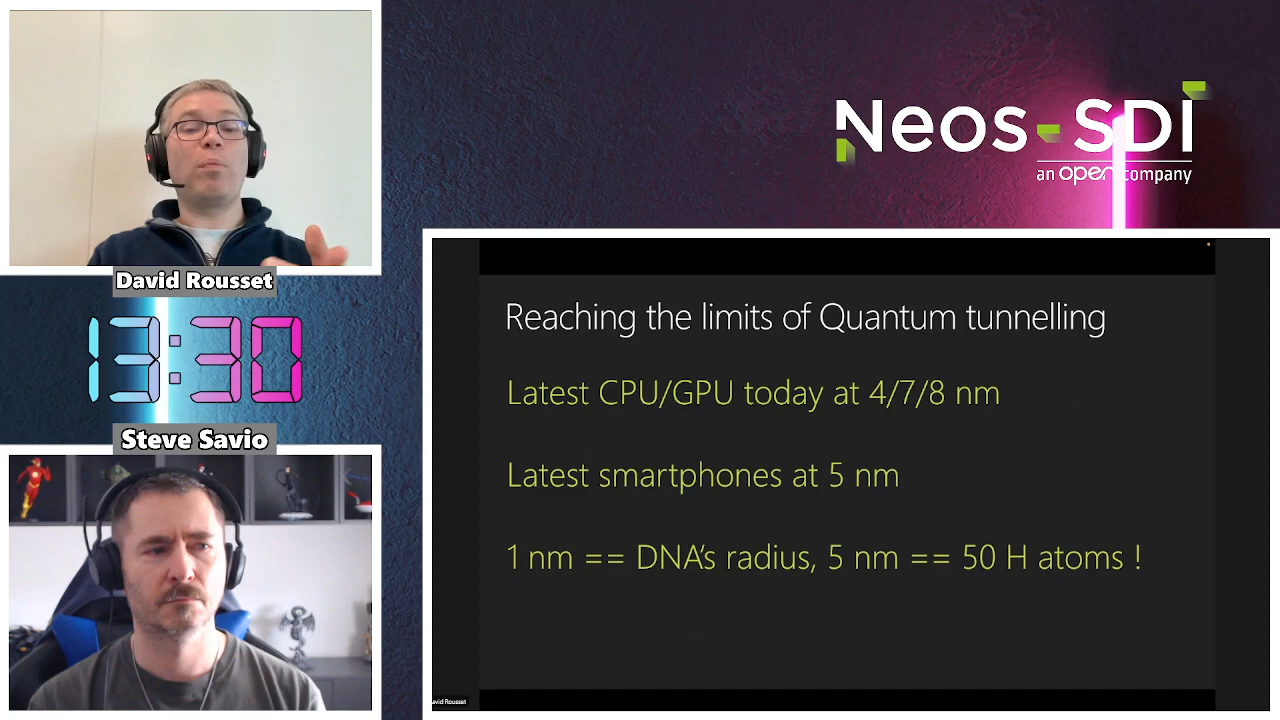 Neos-SDI
an open company
David Rousset
13:30
Steve Savio
Reaching the limits of Quantum tunnelling
Latest CPU/GPU today at 4/7/8 nm
Latest smartphones at 5 nm
1 nm == DNA's radius, 5 nm == 50 H atoms !
avid Rousset